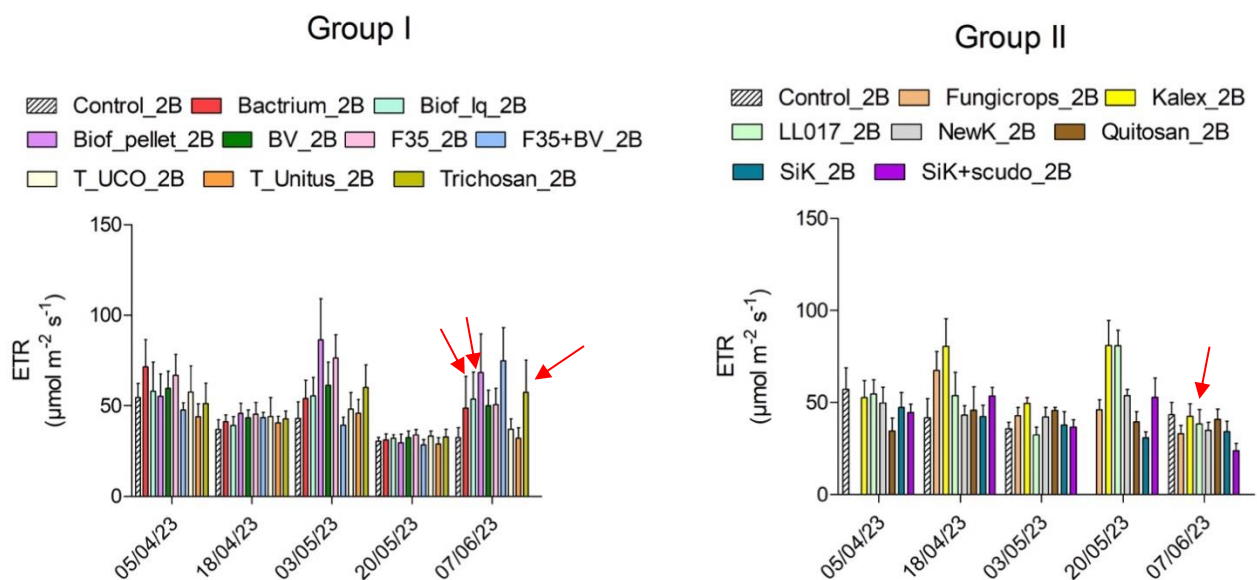 Group I
Control_2B Bactrium_2B Biof_lq_2B
Biof_pellet_2B BV_2B F35_2B F35+BV_2B
T_UCO_2B T_Unitus_2B Trichosan_2B
150
100
50
0
ETR
(µmol m⁻² s⁻¹)
05/04/23
18/04/23
03/05/23
20/05/23
07/06/23
Group II
Control_2B Fungicrops_2B Kalex_2B
LL017_2B NewK_2B Quitosan_2B
SiK_2B SiK+scudo_2B
150
100
50
0
ETR
(µmol m⁻² s⁻¹)
05/04/23
18/04/23
03/05/23
20/05/23
07/06/23